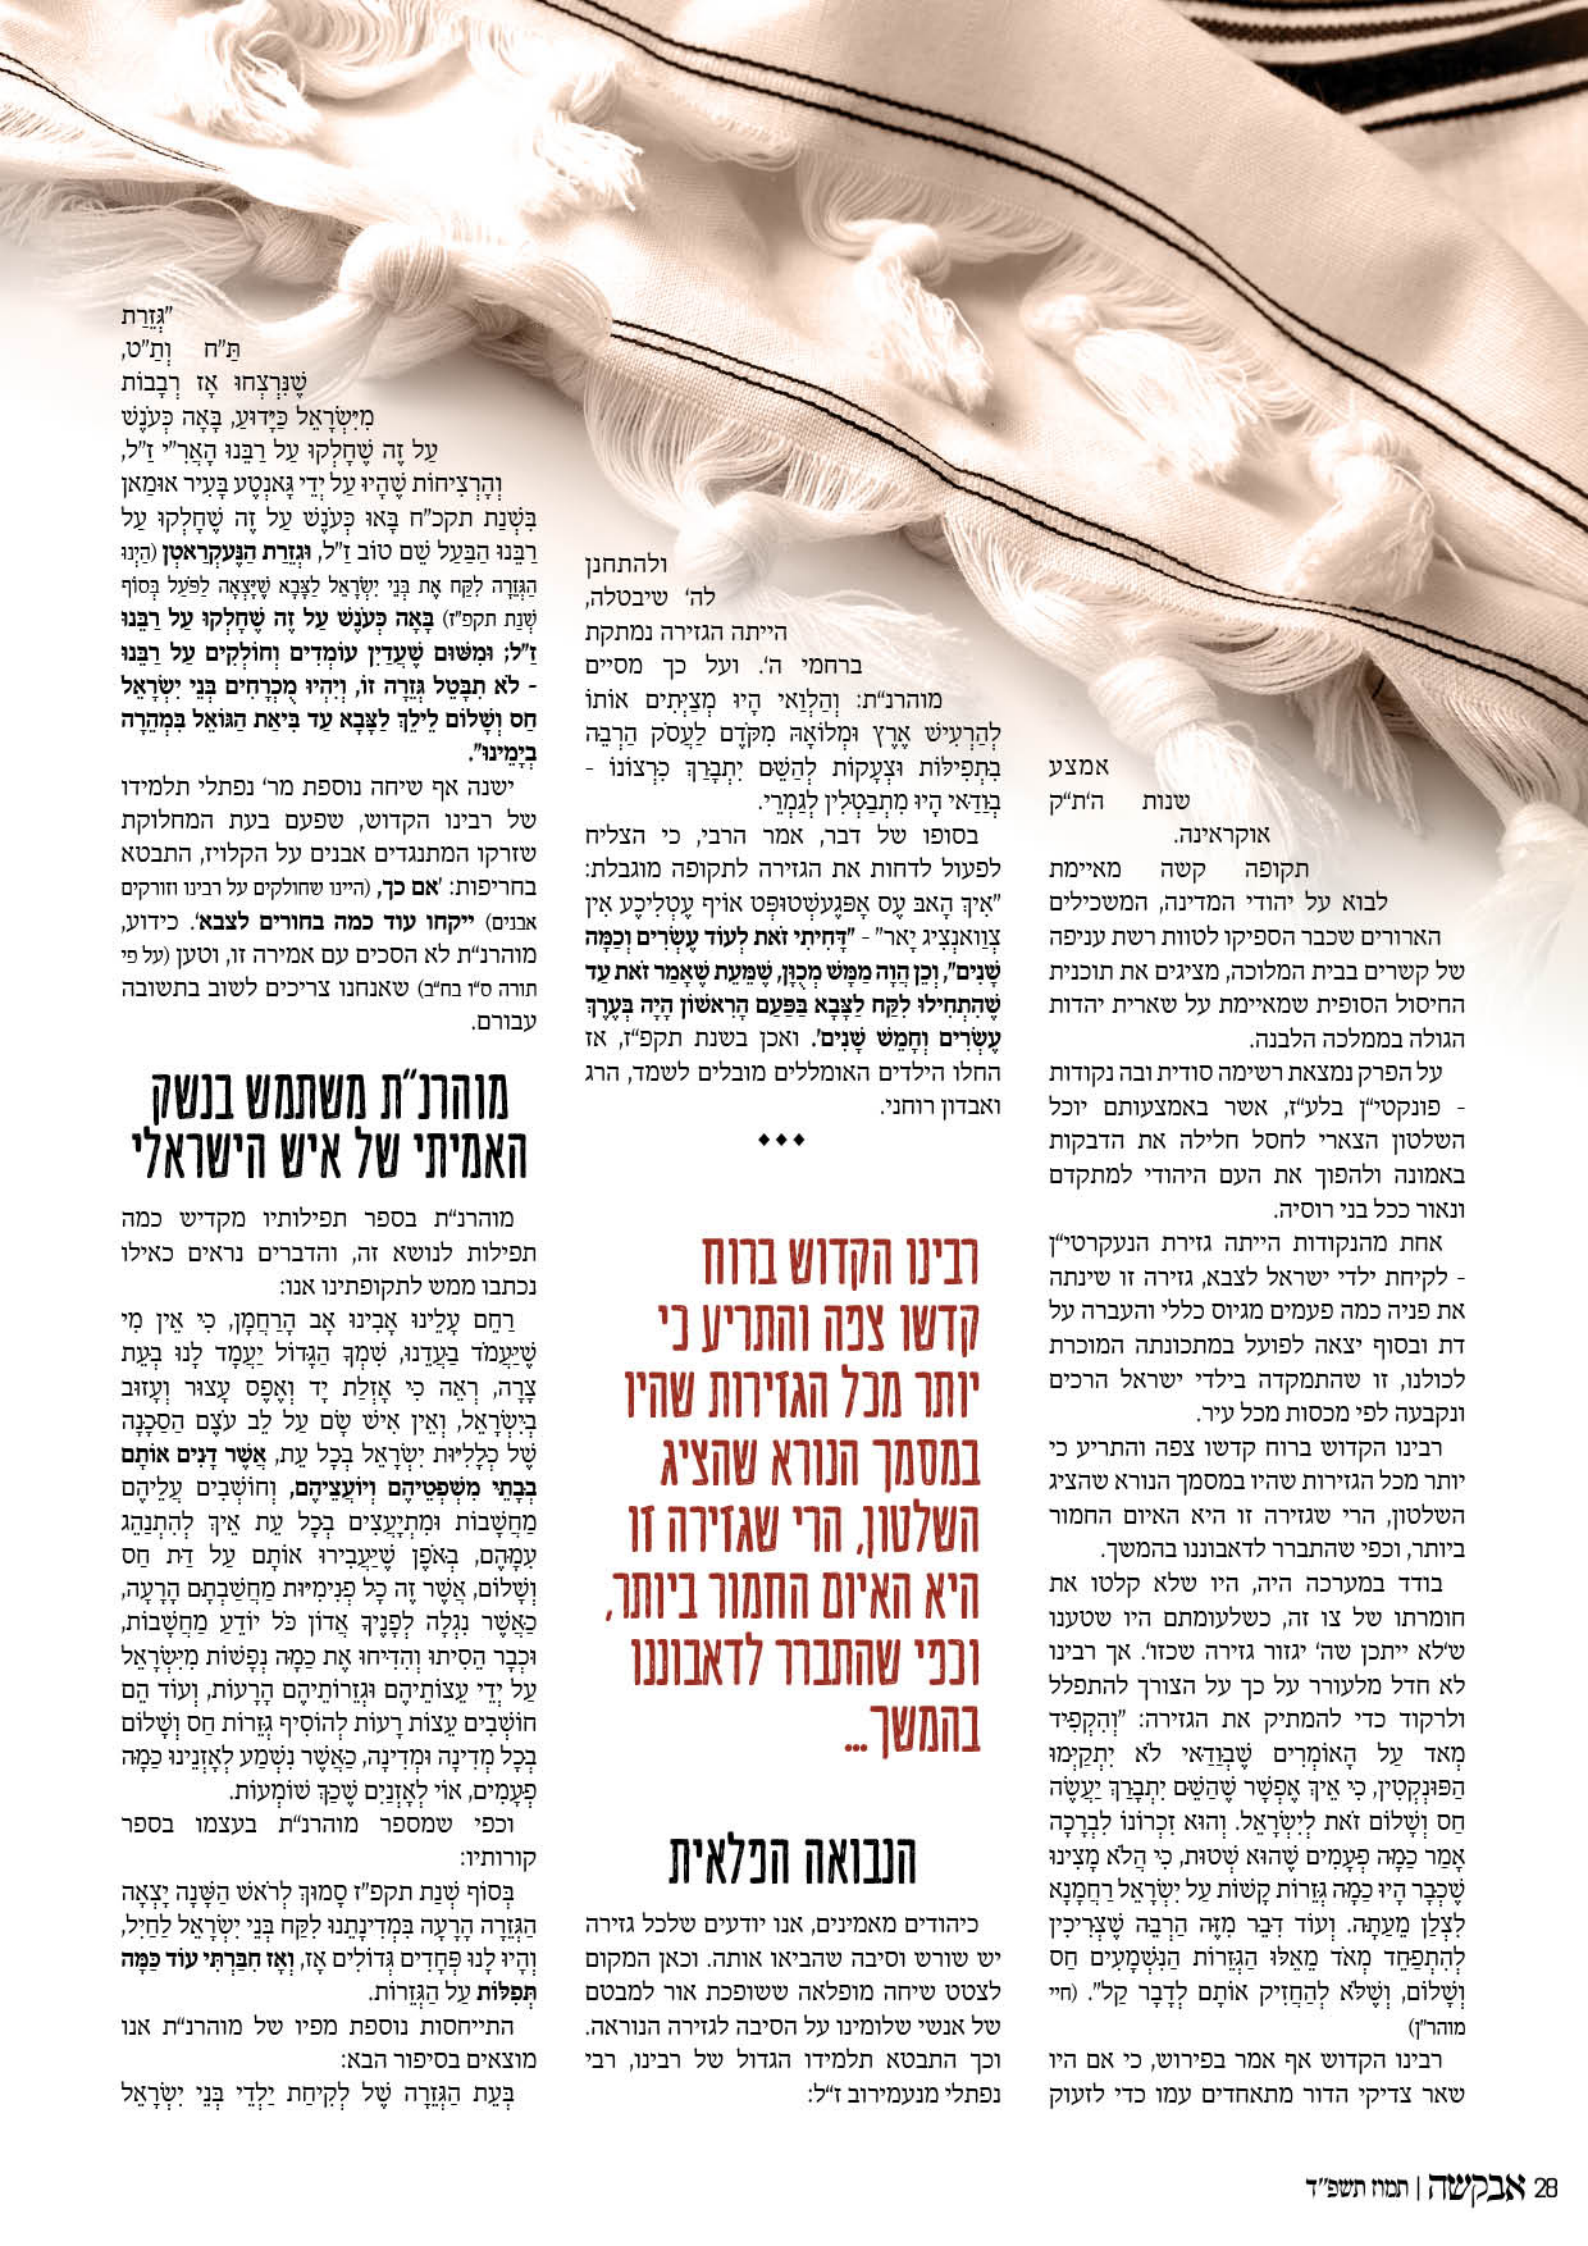 אמצע
שנות ה'ת"ק
אוקראינה.
תקופה קשה מאיימת
לבוא על יהודי המדינה, המשכילים
הארורים שכבר הספיקו לטוות רשת עניפה
של קשרים בבית המלוכה, מציגים את תוכנית
החיסול הסופית שמאיימת על שארית יהדות
הגולה בממלכה הלבנה.
על הפרק נמצאת רשימה סודית ובה נקודות
- פונקטי"ן בלע"ז, אשר באמצעותם יוכל
השלטון הצארי לחסל חלילה את הדבקות
באמונה ולהפוך את העם היהודי למתקדם
ונאור ככל בני רוסיה.
אחת מהנקודות הייתה גזירת הנעקרטי"ן
- לקיחת ילדי ישראל לצבא, גזירה זו שינתה
את פניה כמה פעמים מגיוס כללי והעברה על
דת ובסוף יצאה לפועל במתכונתה המוכרת
לכולנו, זו שהתמקדה בילדי ישראל הרכים
ונקבעה לפי מכסות מכל עיר.
רבינו הקדוש ברוח קדשו צפה והתריע כי
יותר מכל הגזירות שהיו במסמך הנורא שהציג
השלטון, הרי שגזירה זו היא האיום החמור
ביותר, וכפי שהתברר לדאבוננו בהמשך.
בודד במערכה היה, היו שלא קלטו את
חומרתו של צו זה, כשלעומתם היו שטענו
ש'לא ייתכן שה' יגזור גזירה שכזו'. אך רבינו
לא חדל מלעורר על כך על הצורך להתפלל
ולרקוד כדי להמתיק את הגזירה: "וְהִקְפִּיד
מְאֹד עַל הָאוֹמְרִים שֶׁבְּוַדַּאי לֹא יִתְקַיְּמוּ
הַפּוּנְקְטִין, כִּי אֵיךְ אֶפְשָׁר שֶׁהַשֵּׁם יִתְבָּרַךְ יַעֲשֶׂה
חַס וְשָׁלוֹם זֹאת לְיִשְׂרָאֵל. וְהוּא זִכְרוֹנוֹ לִבְרָכָה
אָמַר כַּמָּה פְּעָמִים שֶׁהוּא שְׁטוּת, כִּי הֲלֹא מָצִינוּ
שֶׁכְּבָר הָיוּ כַּמָּה גְּזֵרוֹת קָשׁוֹת עַל יִשְׂרָאֵל רַחֲמָנָא
לִצְלַן מֵעַתָּה. וְעוֹד דִּבֵּר מִזֶּה הַרְבֵּה שֶׁצְּרִיכִין
לְהִתְפַּחֵד מְאֹד מֵאֵלּוּ הַגְּזֵרוֹת הַנִּשְׁמָעִים חַס
וְשָׁלוֹם, וְשֶׁלֹּא לְהַחֲזִיק אוֹתָם לְדָבָר קַל". (חיי
מוהר"ן)
רבינו הקדוש אף אמר בפירוש, כי אם היו
שאר צדיקי הדור מתאחדים עמו כדי לזעוק
ולהתחנן
לה' שיבטלה,
הייתה הגזירה נמתקת
ברחמי ה'. ועל כך מסיים
מוהרנ"ת: וְהַלְוַאי הָיוּ מְצַיְּתִים אוֹתוֹ
לְהַרְעִישׁ אֶרֶץ וּמְלוֹאָהּ מִקֹּדֶם לַעֲסֹק הַרְבֵּה
בִּתְפִילּוֹת וּצְעָקוֹת לְהַשֵּׁם יִתְבָּרַךְ כִּרְצוֹנוֹ -
בְּוַדַּאי הָיוּ מִתְבַּטְּלִין לְגַמְרֵי.
בסופו של דבר, אמר הרבי, כי הצליח
לפעול לדחות את הגזירה לתקופה מוגבלת:
"אִיךְ הָאבּ עֶס אָפּגֶעשְׁטוּפְּט אוֹיף עֶטְלִיכֶע אִין
צְוַואנְצִיג יָאר" - "דָּחִיתִי זֹאת לְעוֹד עֶשְׂרִים וְכַמָּה
שָׁנִים", וְכֵן הֲוָה מַמָּשׁ מְכֻוָּן, שֶׁמֵּעֵת שֶׁאָמַר זֹאת עַד
שֶׁהִתְחִילוּ לִקַּח לַצָּבָא בַּפַּעַם הָרִאשׁוֹן הָיָה בְּעֶרֶךְ
עֶשְׂרִים וְחָמֵשׁ שָׁנִים'. ואכן בשנת תקפ"ז, אז
החלו הילדים האומללים מובלים לשמד, הרג
ואבדון רוחני.
◆◆◆
רבינו הקדוש ברוח
קדשו צפה והתריע כי
יותר מכל הגזירות שהיו
במסמך הנורא שהציג
השלטון, הרי שגזירה זו
היא האיום החמור ביותר,
וכפי שהתברר לדאבוננו
בהמשך...
הנבואה הפלאית
כיהודים מאמינים, אנו יודעים שלכל גזירה
יש שורש וסיבה שהביאו אותה. וכאן המקום
לצטט שיחה מופלאה ששופכת אור למבטם
של אנשי שלומינו על הסיבה לגזירה הנוראה.
וכך התבטא תלמידו הגדול של רבינו, רבי
נפתלי מנעמירוב ז"ל:
"גְּזֵרַת
תַּ"ח וְתַ"ט,
שֶׁנִּרְצְחוּ אָז רְבָבוֹת
מִיִּשְׂרָאֵל כַּיָּדוּעַ, בָּאָה כְּעֹנֶשׁ
עַל זֶה שֶׁחָלְקוּ עַל רַבֵּנוּ הָאֲרִ"י זַ"ל,
וְהָרְצִיחוֹת שֶׁהָיוּ עַל יְדֵי גָּאנְטֶע בָּעִיר אוּמַאן
בִּשְׁנַת תקכ"ח בָּאוּ כְּעֹנֶשׁ עַל זֶה שֶׁחָלְקוּ עַל
רַבֵּנוּ הַבַּעַל שֵׁם טוֹב זַ"ל, וּגְזֵרַת הַנֶּעקְרַאטְן (הַיְנוּ
הַגְּזֵרָה לִקַּח אֶת בְּנֵי יִשְׂרָאֵל לַצָּבָא שֶׁיָּצְאָה לַפֹּעַל בְּסוֹף
שְׁנַת תקפ"ז) בָּאָה כְּעֹנֶשׁ עַל זֶה שֶׁחָלְקוּ עַל רַבֵּנוּ
זַ"ל; וּמִשּׁוּם שֶׁעֲדַיִן עוֹמְדִים וְחוֹלְקִים עַל רַבֵּנוּ
- לֹא תִבָּטֵל גְּזֵרָה זוֹ, וְיִהְיוּ מֻכְרָחִים בְּנֵי יִשְׂרָאֵל
חַס וְשָׁלוֹם לֵילֵךְ לַצָּבָא עַד בִּיאַת הַגּוֹאֵל בִּמְהֵרָה
בְיָמֵינוּ".
ישנה אף שיחה נוספת מר' נפתלי תלמידו
של רבינו הקדוש, שפעם בעת המחלוקת
שזרקו המתנגדים אבנים על הקלויז, התבטא
בחריפות: 'אם כך, (היינו שחולקים על רבינו וזורקים
אבנים) ייקחו עוד כמה בחורים לצבא'. כידוע,
מוהרנ"ת לא הסכים עם אמירה זו, וטען (על פי
תורה ס"ו בח"ב) שאנחנו צריכים לשוב בתשובה
עבורם.
מוהרנ"ת משתמש בנשק
האמיתי של איש הישראלי
מוהרנ"ת בספר תפילותיו מקדיש כמה
תפילות לנושא זה, והדברים נראים כאילו
נכתבו ממש לתקופתינו אנו:
רַחֵם עָלֵינוּ אָבִינוּ אָב הָרַחֲמָן, כִּי אֵין מִי
שֶׁיַּעֲמֹד בַּעֲדֵנוּ, שִׁמְךָ הַגָּדוֹל יַעֲמָד לָנוּ בְּעֵת
צָרָה, רְאֵה כִּי אָזְלַת יָד וְאֶפֶס עָצוּר וְעָזוּב
בְּיִשְׂרָאֵל, וְאֵין אִישׁ שָׂם עַל לֵב עֹצֶם הַסַּכָּנָה
שֶׁל כְּלָלִיּוּת יִשְׂרָאֵל בְּכָל עֵת, אֲשֶׁר דָּנִים אוֹתָם
בְּבָתֵּי מִשְׁפְּטֵיהֶם וְיוֹעֲצֵיהֶם, וְחוֹשְׁבִים עֲלֵיהֶם
מַחֲשָׁבוֹת וּמִתְיָעֲצִים בְּכָל עֵת אֵיךְ לְהִתְנַהֵג
עִמָּהֶם, בְּאֹפֶן שֶׁיַּעֲבִירוּ אוֹתָם עַל דַּת חַס
וְשָׁלוֹם, אֲשֶׁר זֶה כָּל פְּנִימִיּוּת מַחֲשַׁבְתָּם הָרָעָה,
כַּאֲשֶׁר נִגְלָה לְפָנֶיךָ אֲדוֹן כֹּל יוֹדֵעַ מַחֲשָׁבוֹת,
וּכְבָר הֵסִיתוּ וְהִדִּיחוּ אֶת כַּמָּה נְפָשׁוֹת מִיִּשְׂרָאֵל
עַל יְדֵי עֲצוֹתֵיהֶם וּגְזֵרוֹתֵיהֶם הָרָעוֹת, וְעוֹד הֵם
חוֹשְׁבִים עֵצוֹת רָעוֹת לְהוֹסִיף גְּזֵרוֹת חַס וְשָׁלוֹם
בְּכָל מְדִינָה וּמְדִינָה, כַּאֲשֶׁר נִשְׁמַע לְאָזְנֵינוּ כַּמָּה
פְּעָמִים, אוֹי לְאָזְנַיִם שֶׁכַּךְ שׁוֹמְעוֹת.
וכפי שמספר מוהרנ"ת בעצמו בספר
קורותיו:
בְּסוֹף שְׁנַת תקפ"ז סָמוּךְ לְרֹאשׁ הַשָּׁנָה יָצְאָה
הַגְּזֵרָה הָרָעָה בִּמְדִינָתֵנוּ לִקַּח בְּנֵי יִשְׂרָאֵל לַחַיִל,
וְהָיוּ לָנוּ פְּחָדִים גְּדוֹלִים אָז, וְאָז חִבַּרְתִּי עוֹד כַּמָּה
תְּפִלּוֹת עַל הַגְּזֵרוֹת.
התייחסות נוספת מפיו של מוהרנ"ת אנו
מוצאים בסיפור הבא:
בְּעֵת הַגְּזֵרָה שֶׁל לְקִיחַת יַלְדֵי בְּנֵי יִשְׂרָאֵל
28 אבקשה | תמוז תשפ"ד